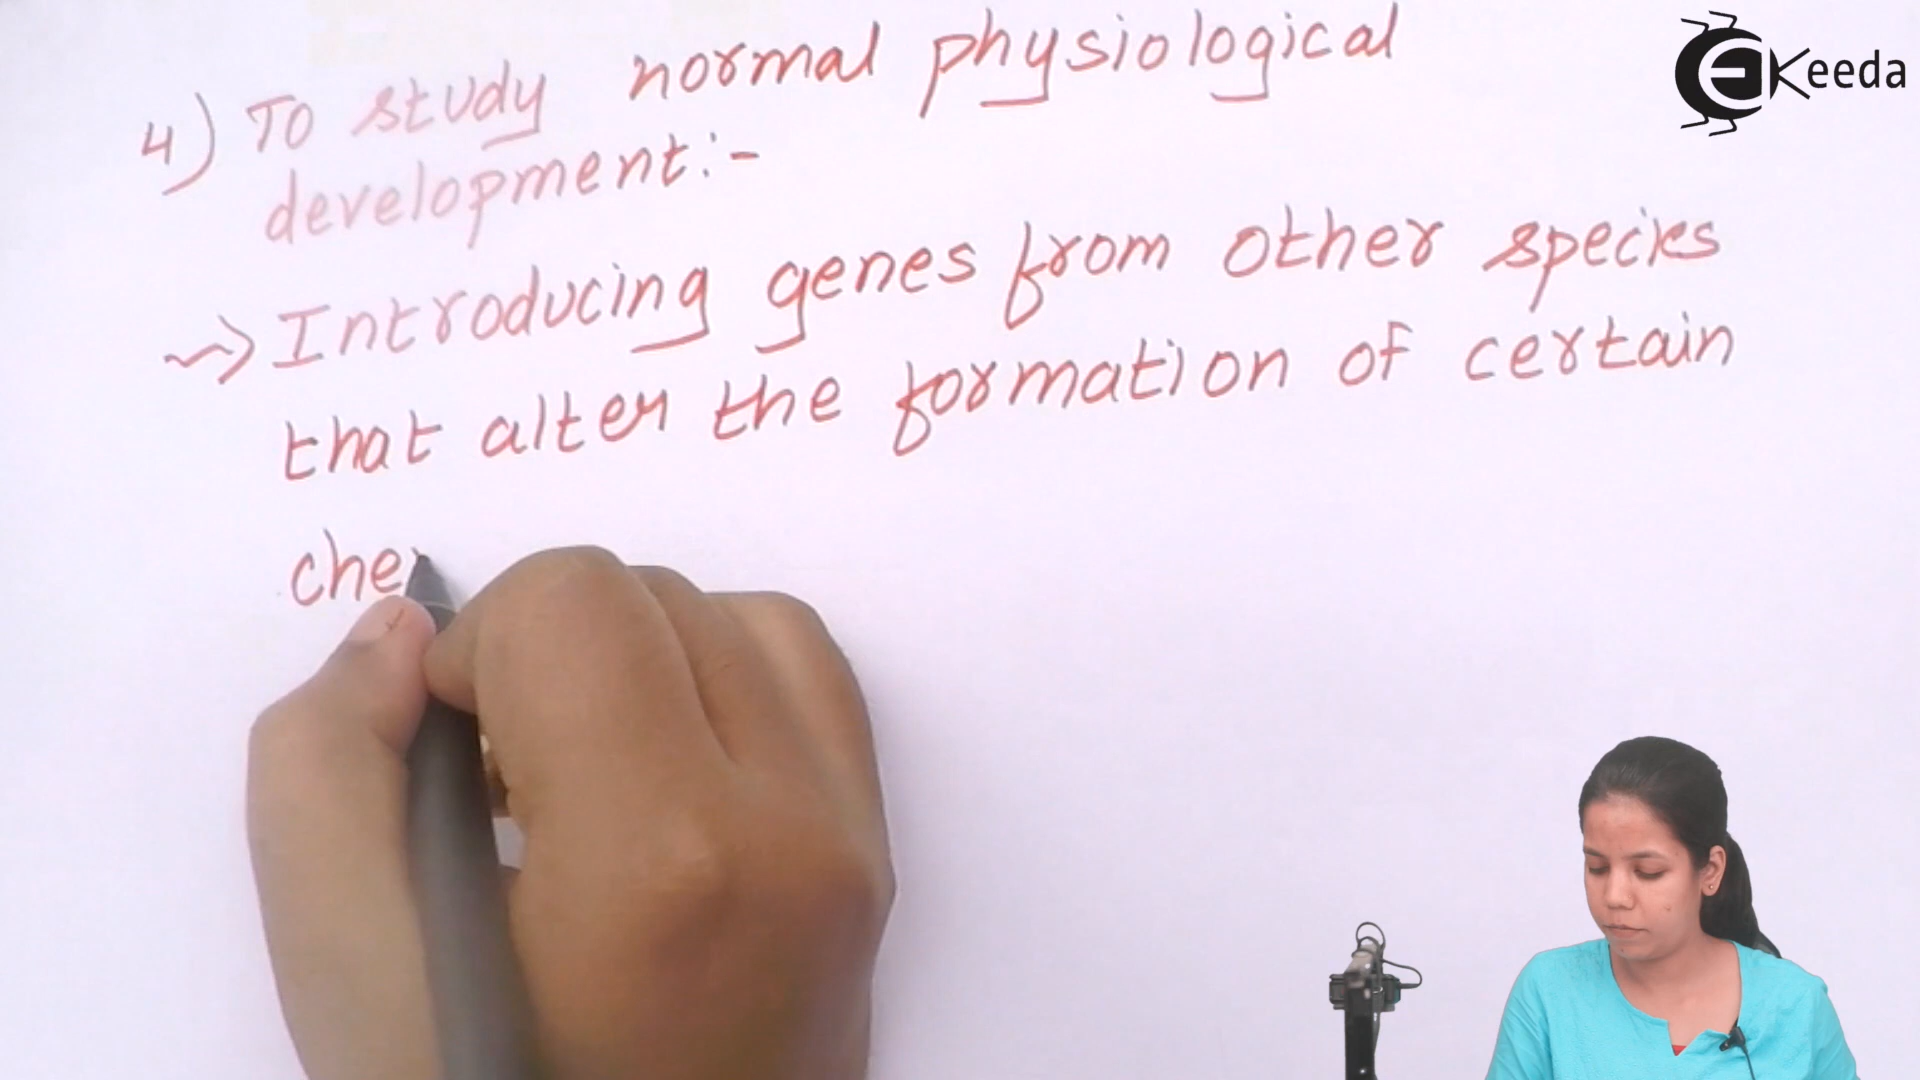 EKeeda
4) To study normal physiological
development:-
~> Introducing genes from other species
that alter the formation of certain
che